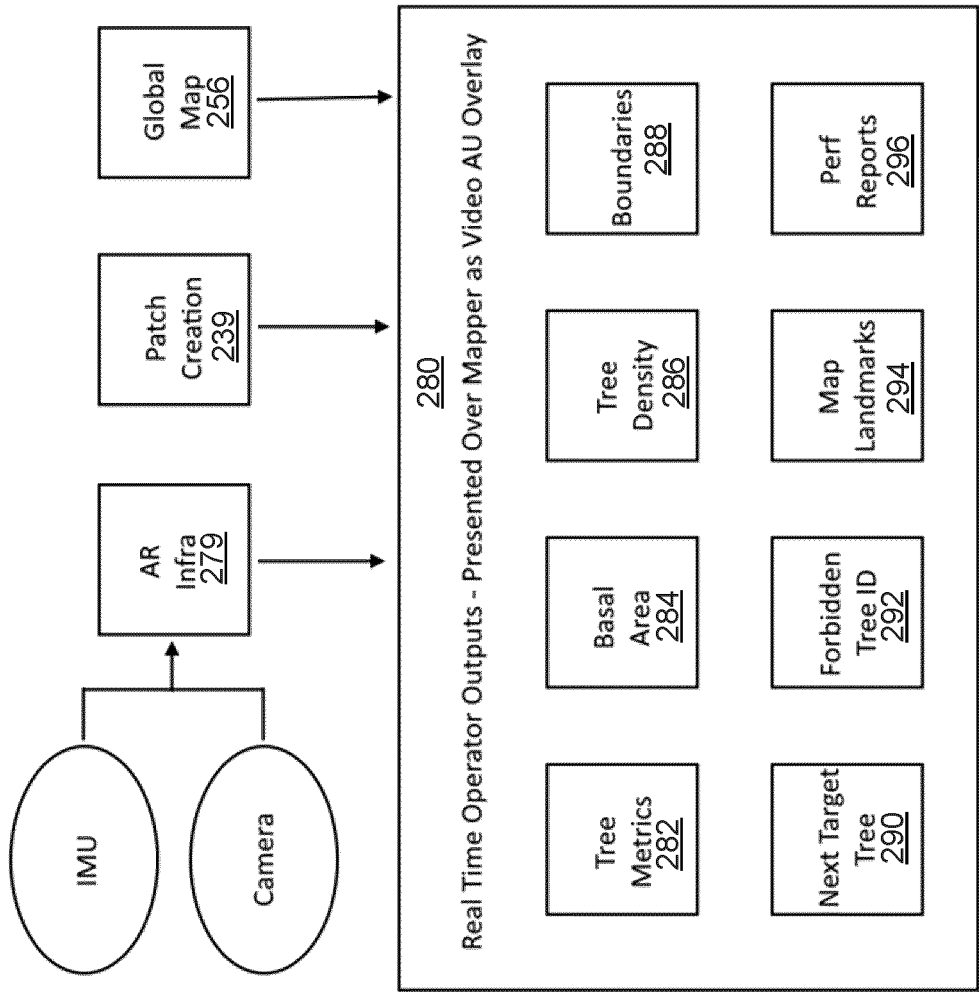 IMU
Camera
AR
Infra
279
Patch
Creation
239
Global
Map
256
280
Real Time Operator Outputs - Presented Over Mapper as Video AU Overlay
Tree
Metrics
282
Basal
Area
284
Tree
Density
286
Boundaries
288
Next Target
Tree
290
Forbidden
Tree ID
292
Map
Landmarks
294
Perf
Reports
296